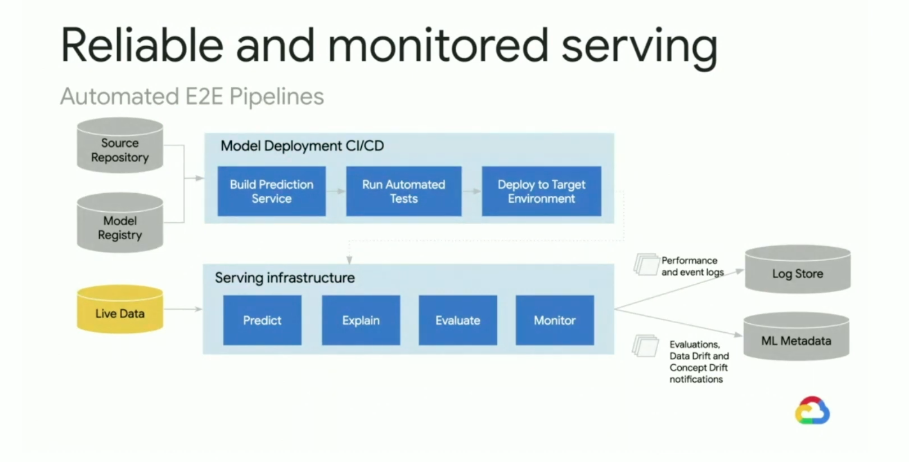 Reliable and monitored serving
Automated E2E Pipelines
Source
Repository
Model
Registry
Model Deployment CI/CD
Build Prediction
Service
Run Automated
Tests
Deploy to Target
Environment
Live Data
Serving infrastructure
Predict
Explain
Evaluate
Monitor
Performance
and event logs
Log Store
Evaluations,
Data Drift and
Concept Drift
notifications
ML Metadata